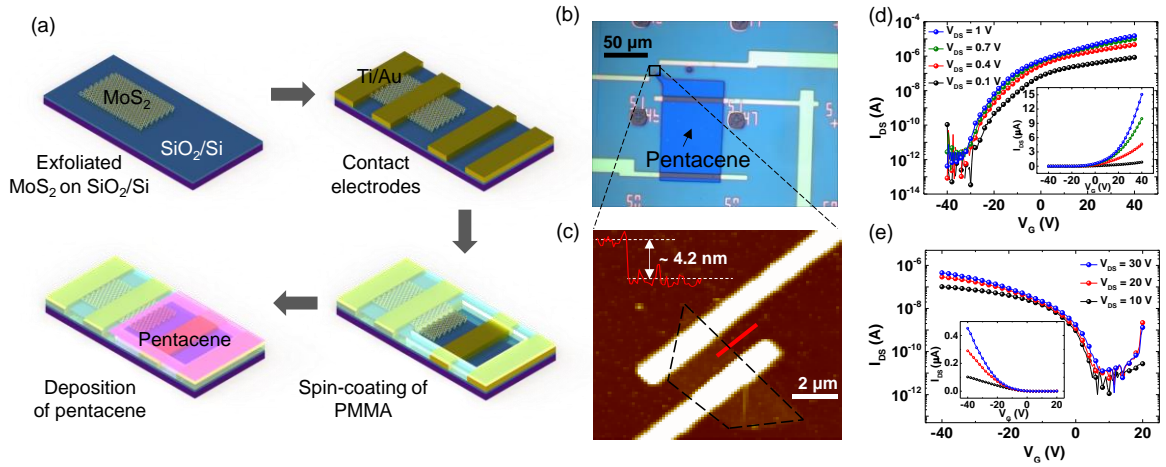 (a)
MoS2
SiO2/Si
Exfoliated
MoS2 on SiO2/Si
Ti/Au
Contact
electrodes
Pentacene
Deposition
of pentacene
Spin-coating of
PMMA
(b)
50 µm
Pentacene
(c)
~ 4.2 nm
2 µm
(d)
VDS = 1 V
VDS = 0.7 V
VDS = 0.4 V
VDS = 0.1 V
IDS (A)
10^-4
10^-6
10^-8
10^-10
10^-12
10^-14
-40 -20 0 20 40
VG (V)
IDS (µA)
15
12
9
6
3
0
-40 -20 0 20 40
VG (V)
(e)
VDS = 30 V
VDS = 20 V
VDS = 10 V
IDS (A)
10^-6
10^-8
10^-10
10^-12
-40 -20 0 20
VG (V)
IDS (µA)
0.4
0.2
0.0
-40 -20 0 20
VG (V)